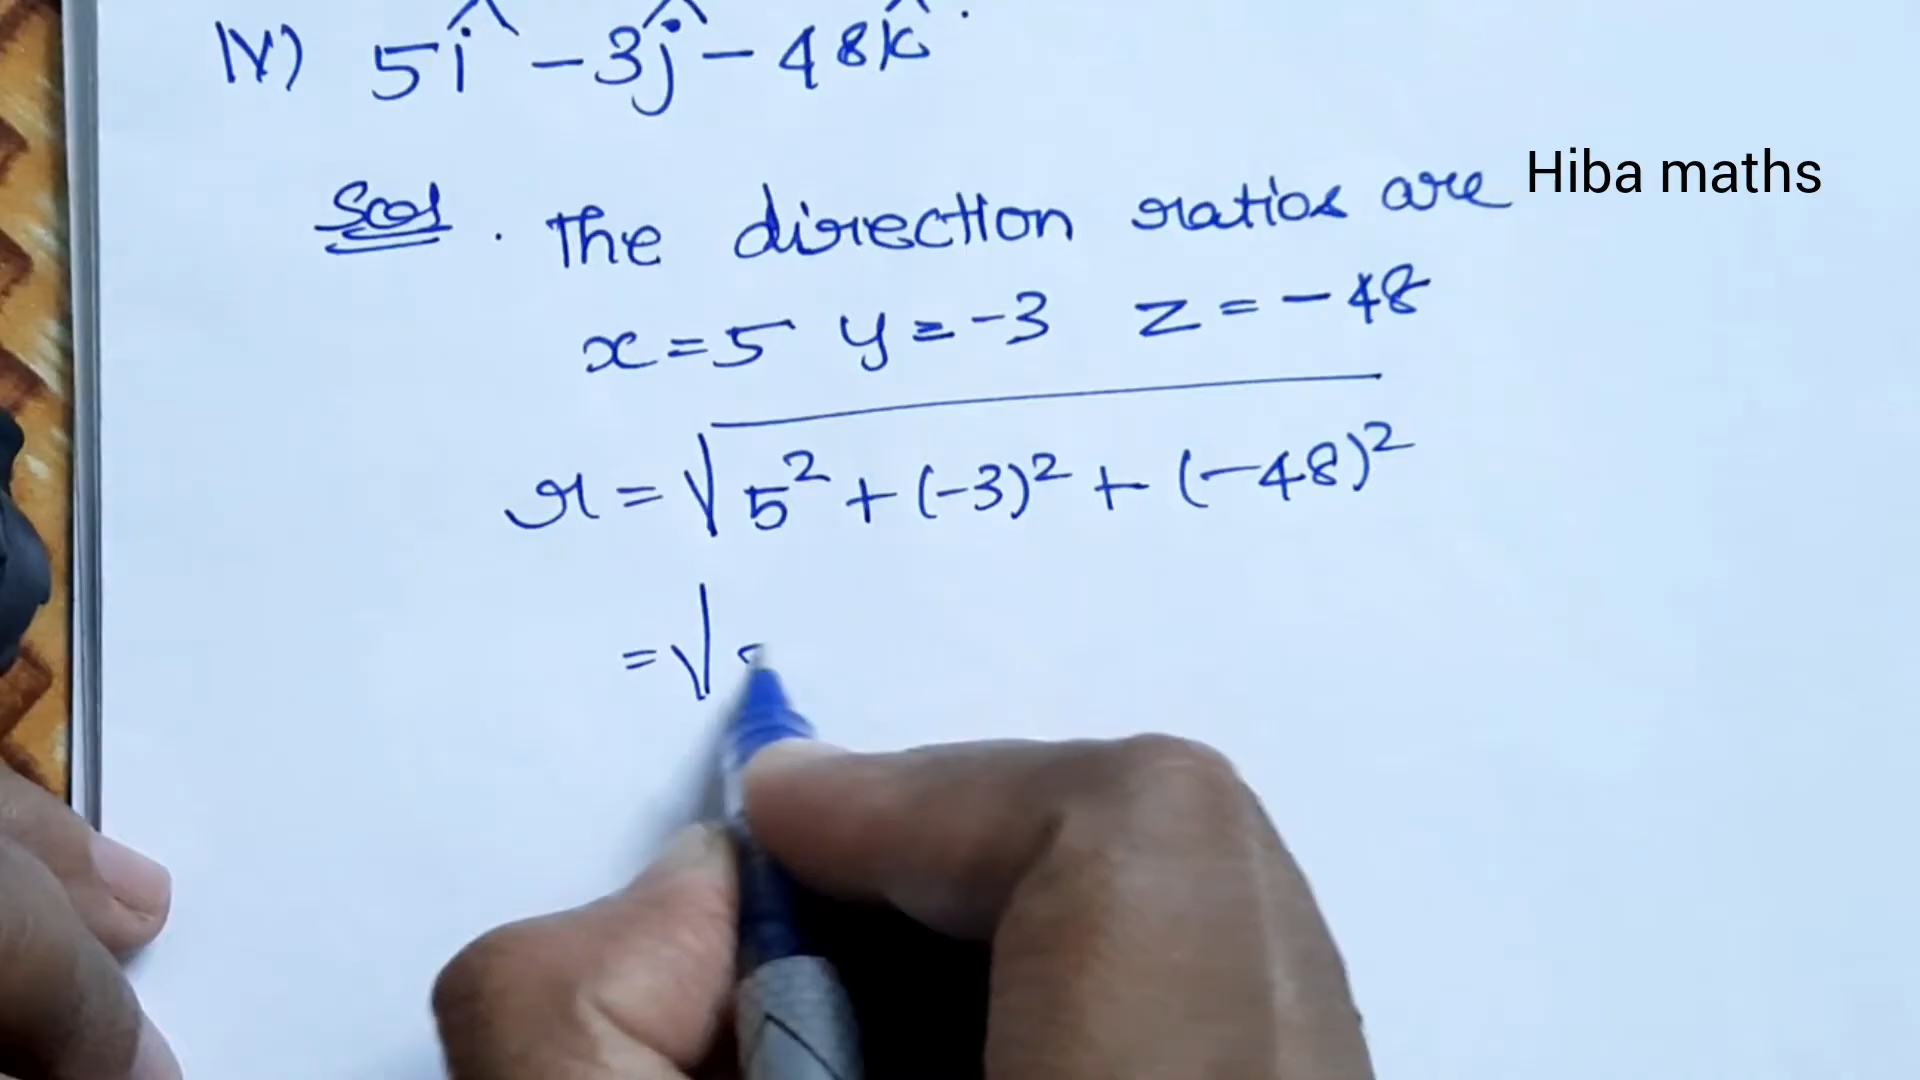 IV) 5î - 3ĵ - 48k̂.
Hiba maths
Sol. The direction ratios are
x = 5 y = -3 z = -48
r = √5² + (-3)² + (-48)²
= √